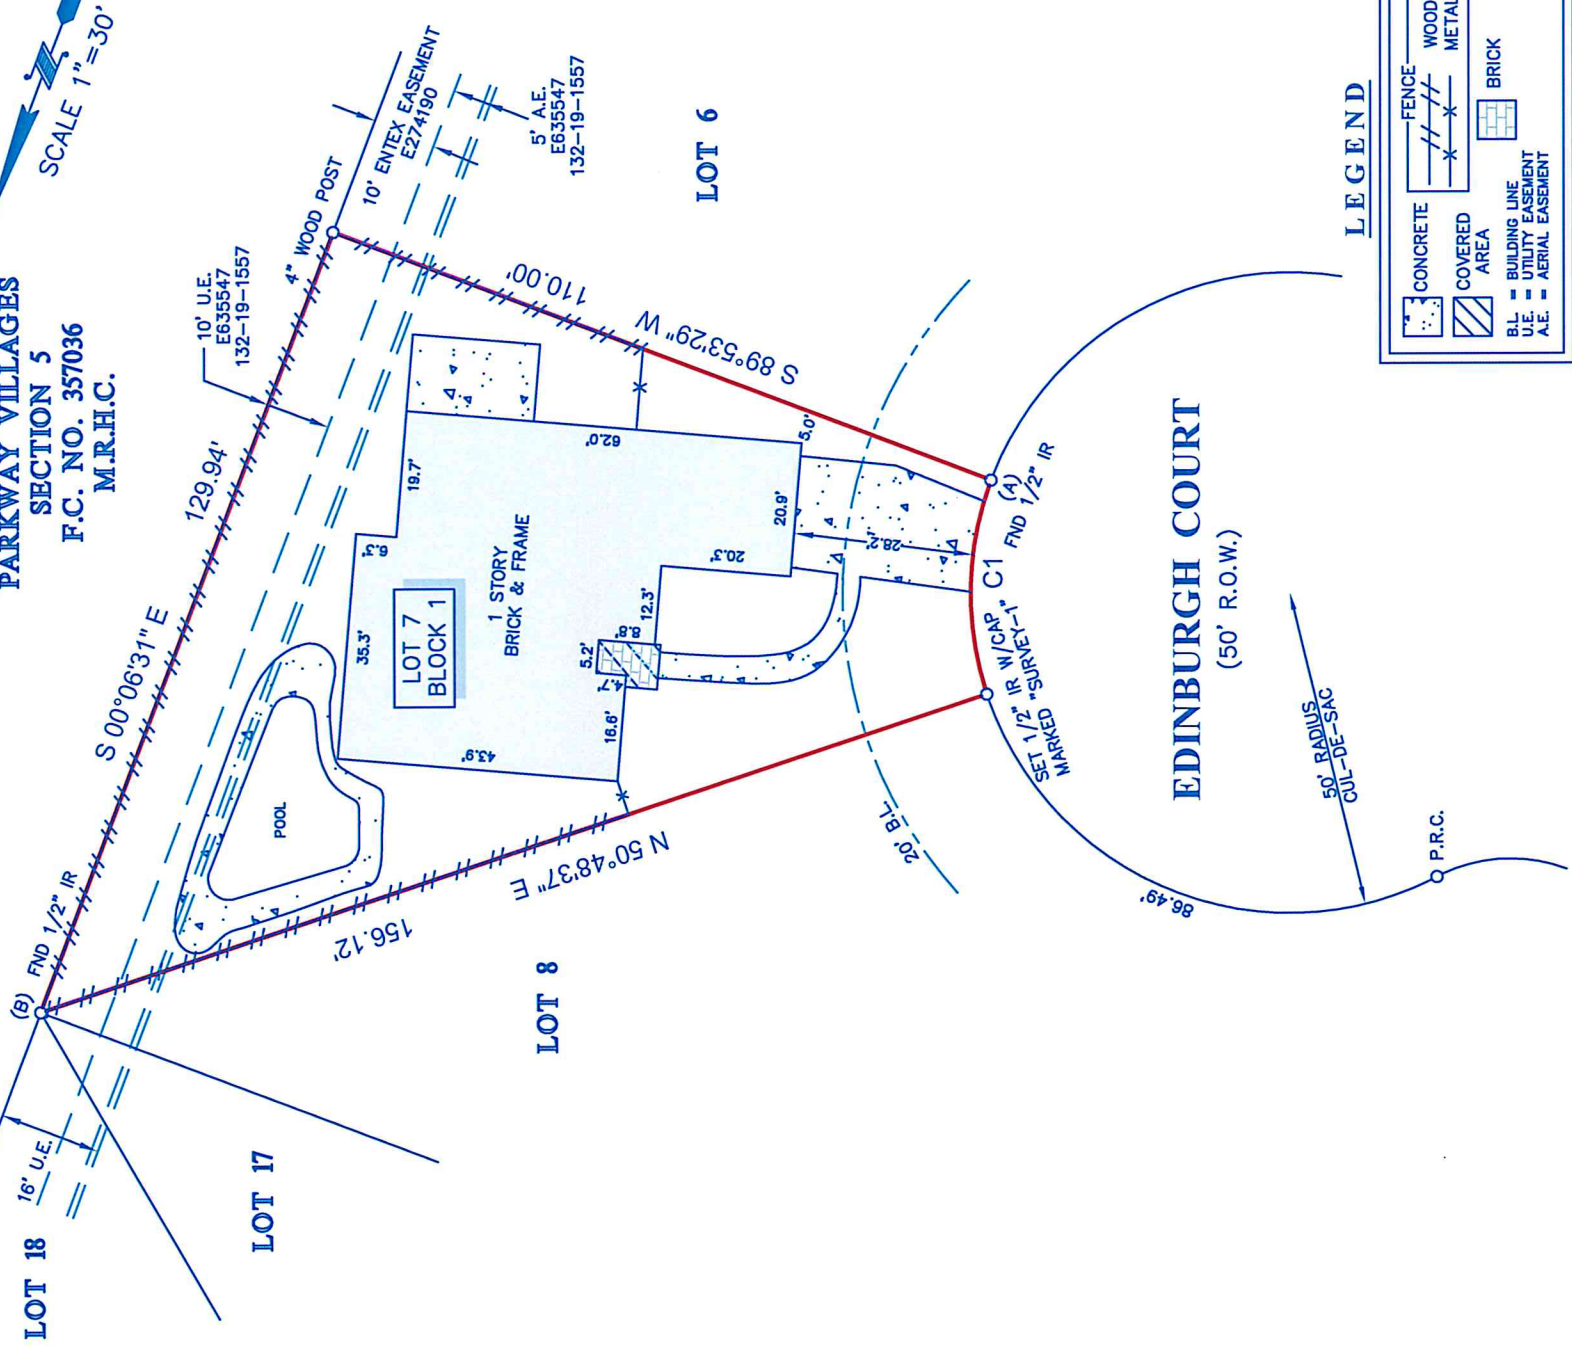 SCALE 1"=30'
PARKWAY VILLAGES
SECTION 5
F.C. NO. 357036
M.R.H.C.
10' U.E.
E635547
132-19-1557
4" WOOD POST
10' ENTEX EASEMENT
E274190
5' A.E.
E635547
132-19-1557
LOT 6
129.94'
S 00°06'31" E
110.00'
S 89°53'29" W
(B)
FND 1/2" IR
POOL
LOT 7
BLOCK 1
1 STORY
BRICK & FRAME
35.3'
6.3'
19.7'
62.0'
5.0'
20.9'
20.3'
12.3'
8.8'
5.2'
4.7'
16.6'
43.9'
28.2'
156.12'
N 50°48'37" E
LOT 8
16' U.E.
LOT 18
LOT 17
20' B.L.
(A)
FND 1/2" IR
C1
SET 1/2" IR W/CAP
MARKED "SURVEY-1"
EDINBURGH COURT
(50' R.O.W.)
50' RADIUS
CUL-DE-SAC
86.49'
P.R.C.
LEGEND
CONCRETE
COVERED
AREA
FENCE
WOOD
METAL
BRICK
B.L. = BUILDING LINE
U.E. = UTILITY EASEMENT
A.E. = AERIAL EASEMENT